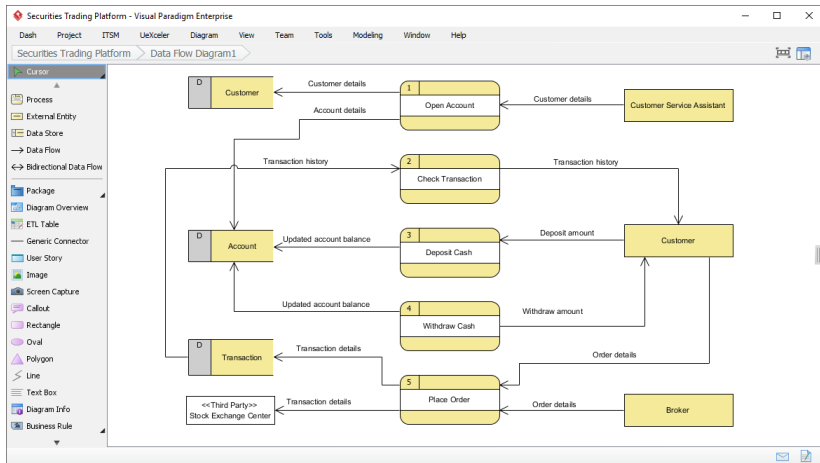 Securities Trading Platform - Visual Paradigm Enterprise
Dash Project ITSM UeXceler Diagram View Team Tools Modeling Window Help
Securities Trading Platform Data Flow Diagram1
Cursor
Process
External Entity
Data Store
Data Flow
Bidirectional Data Flow
Package
Diagram Overview
ETL Table
Generic Connector
User Story
Image
Screen Capture
Callout
Rectangle
Oval
Polygon
Line
Text Box
Diagram Info
Business Rule
D
Customer
Customer details
1
Open Account
Customer details
Customer Service Assistant
Account details
Transaction history
2
Check Transaction
Transaction history
D
Account
Updated account balance
3
Deposit Cash
Deposit amount
Customer
Updated account balance
4
Withdraw Cash
Withdraw amount
D
Transaction
Transaction details
5
Place Order
Order details
<<Third Party>>
Stock Exchange Center
Transaction details
Order details
Broker